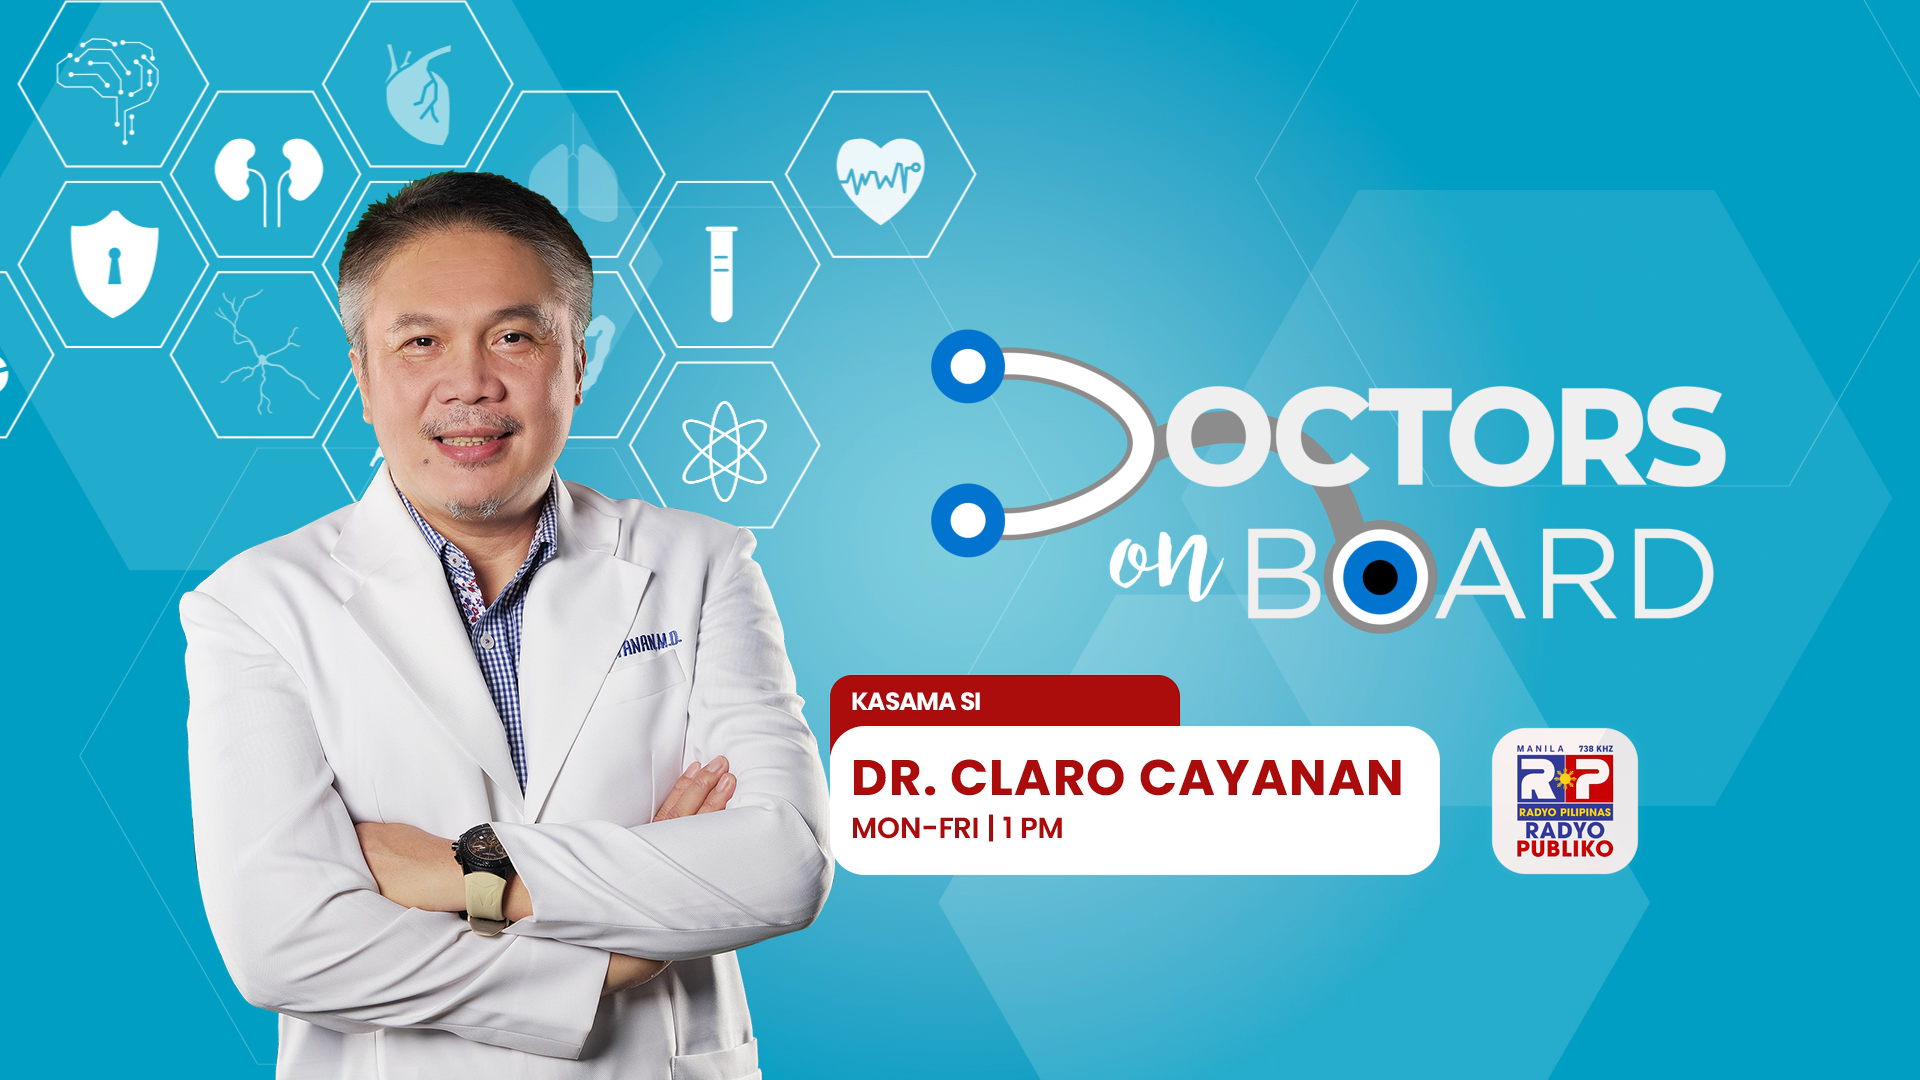 DOCTORS
on BOARD
KASAMA SI
DR. CLARO CAYANAN
MON-FRI | 1 PM
MANILA 738 KHZ
RP
RADYO PILIPINAS
RADYO
PUBLIKO
YANAN, M.D.